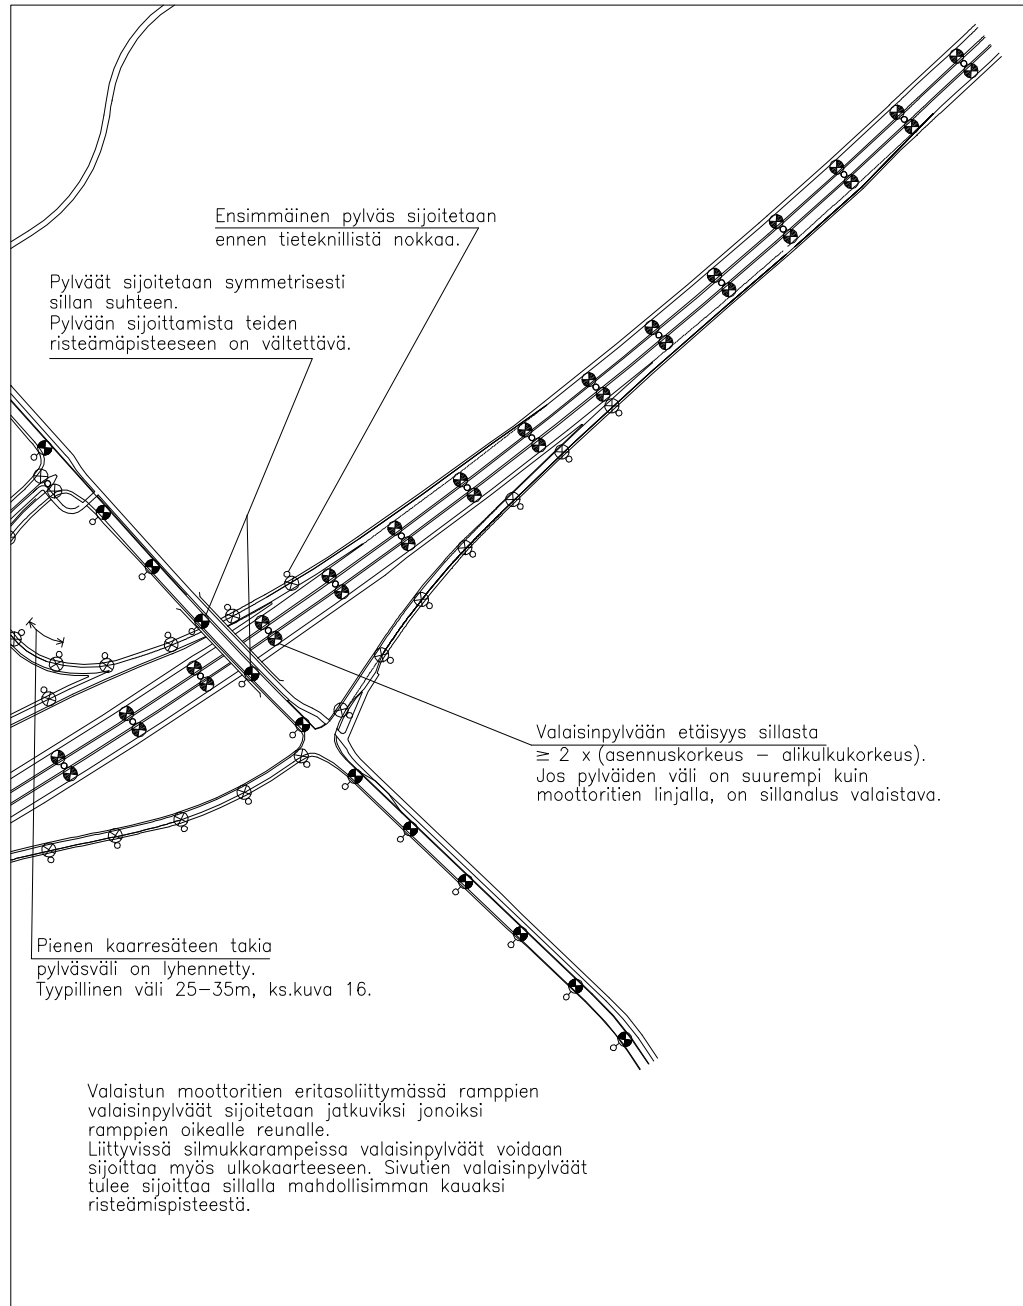 Ensimmäinen pylväs sijoitetaan
ennen tieteknillistä nokkaa.
Pylväät sijoitetaan symmetrisesti
sillan suhteen.
Pylvään sijoittamista teiden
risteämäpisteeseen on vältettävä.
Valaisinpylvään etäisyys sillasta
≥ 2 x (asennuskorkeus – alikulkukorkeus).
Jos pylväiden väli on suurempi kuin
moottoritien linjalla, on sillanalus valaistava.
Pienen kaarresäteen takia
pylväsväli on lyhennetty.
Tyypillinen väli 25–35m, ks.kuva 16.
Valaistun moottoritien eritasoliittymässä ramppien
valaisinpylväät sijoitetaan jatkuviksi jonoiksi
ramppien oikealle reunalle.
Liittyvissä silmukkarampeissa valaisinpylväät voidaan
sijoittaa myös ulkokaarteeseen. Sivutien valaisinpylväät
tulee sijoittaa sillalla mahdollisimman kauaksi
risteämispisteestä.